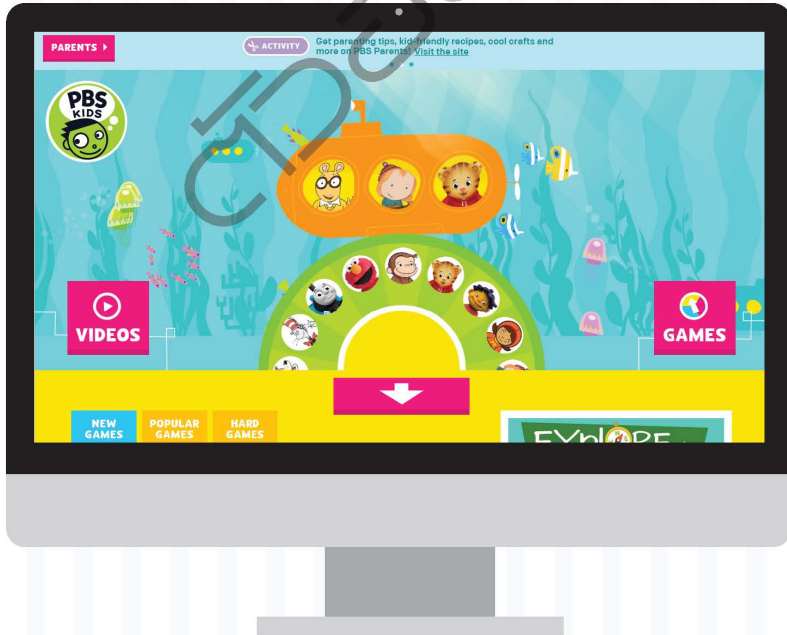 PARENTS
ACTIVITY
Get parenting tips, kid-friendly recipes, cool crafts and
more on PBS Parents! Visit the site
PBS
KIDS
VIDEOS
GAMES
NEW
GAMES
POPULAR
GAMES
HARD
GAMES
EXPLORE